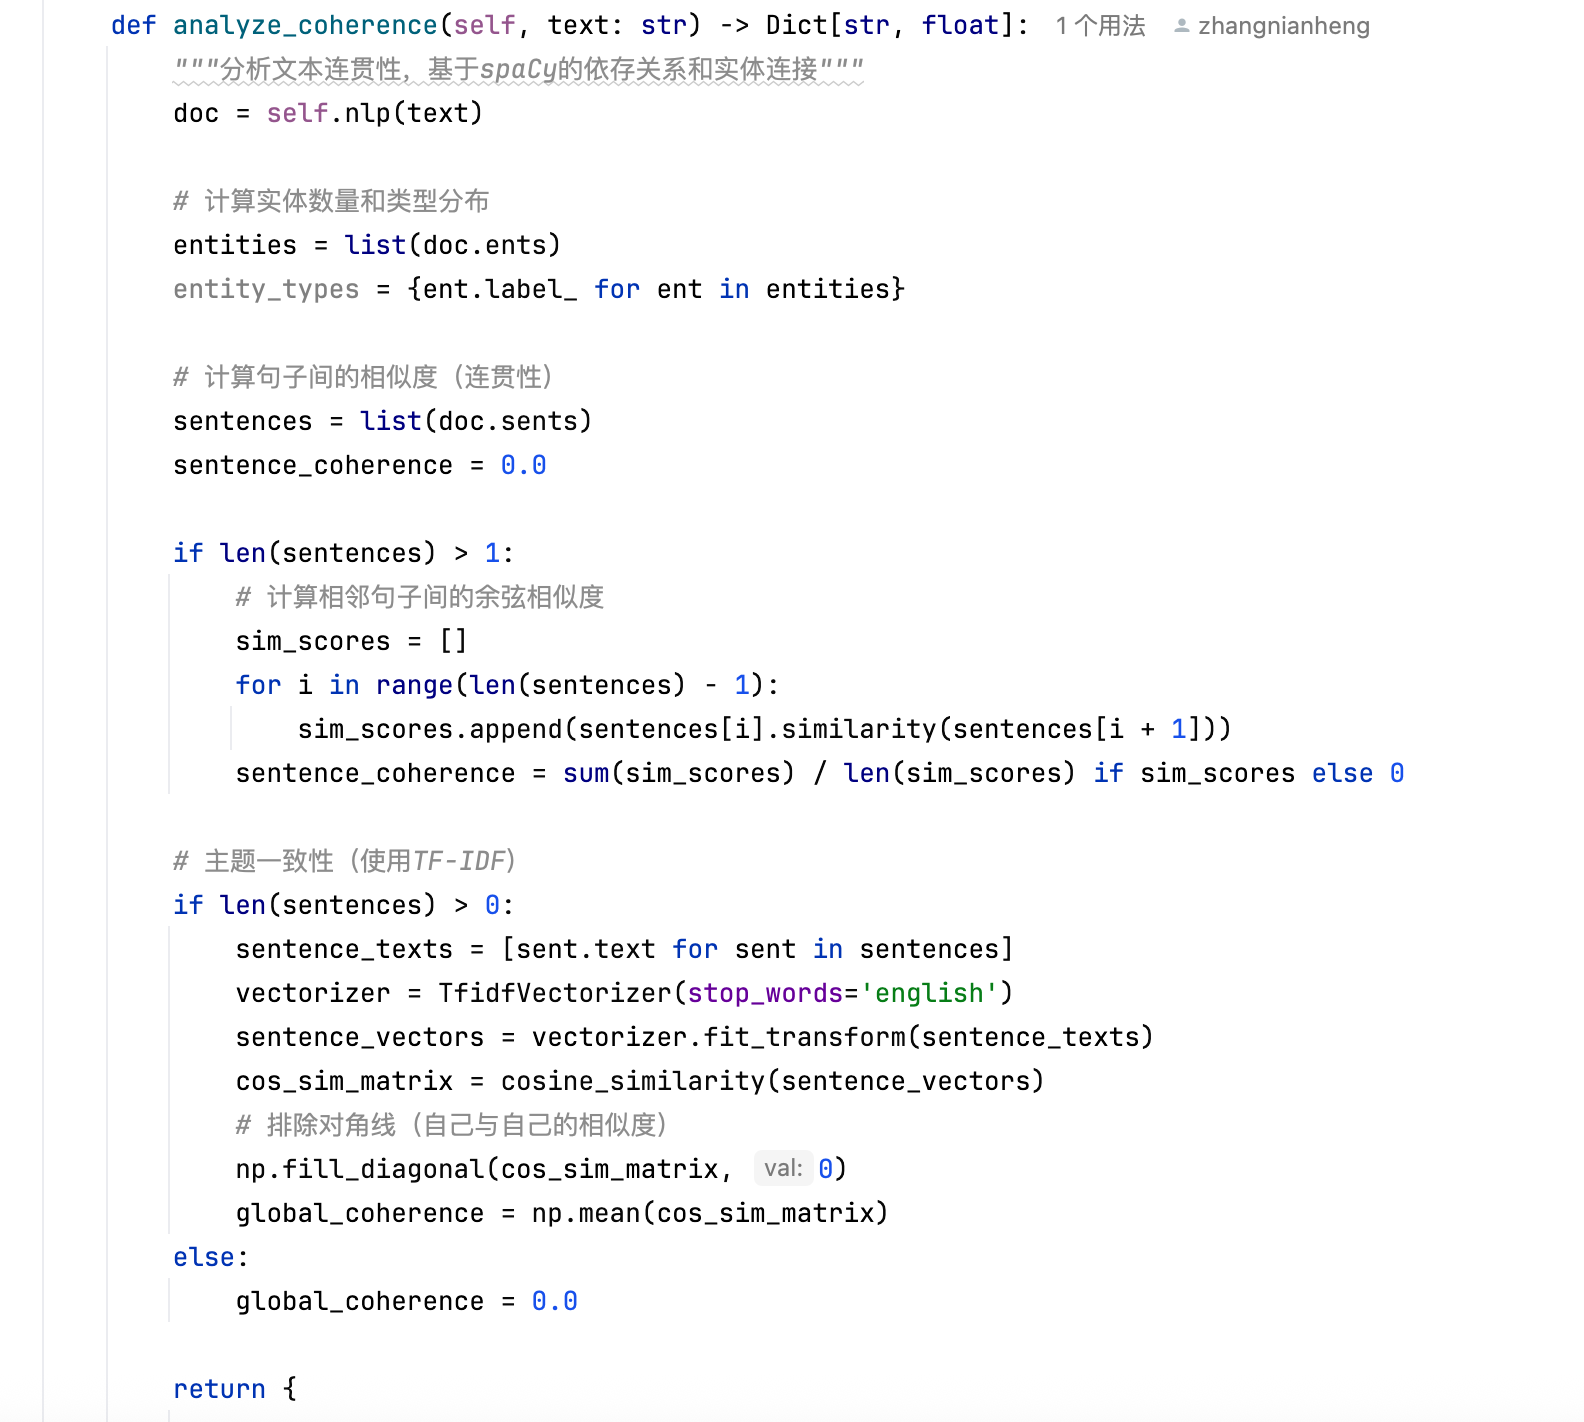 def analyze_coherence(self, text: str) -> Dict[str, float]: 1个用法 zhangnianheng
"""分析文本连贯性，基于spaCy的依存关系和实体连接"""
doc = self.nlp(text)
# 计算实体数量和类型分布
entities = list(doc.ents)
entity_types = {ent.label_ for ent in entities}
# 计算句子间的相似度（连贯性）
sentences = list(doc.sents)
sentence_coherence = 0.0
if len(sentences) > 1:
# 计算相邻句子间的余弦相似度
sim_scores = []
for i in range(len(sentences) - 1):
sim_scores.append(sentences[i].similarity(sentences[i + 1]))
sentence_coherence = sum(sim_scores) / len(sim_scores) if sim_scores else 0
# 主题一致性（使用TF-IDF）
if len(sentences) > 0:
sentence_texts = [sent.text for sent in sentences]
vectorizer = TfidfVectorizer(stop_words='english')
sentence_vectors = vectorizer.fit_transform(sentence_texts)
cos_sim_matrix = cosine_similarity(sentence_vectors)
# 排除对角线（自己与自己的相似度）
np.fill_diagonal(cos_sim_matrix, val: 0)
global_coherence = np.mean(cos_sim_matrix)
else:
global_coherence = 0.0
return {